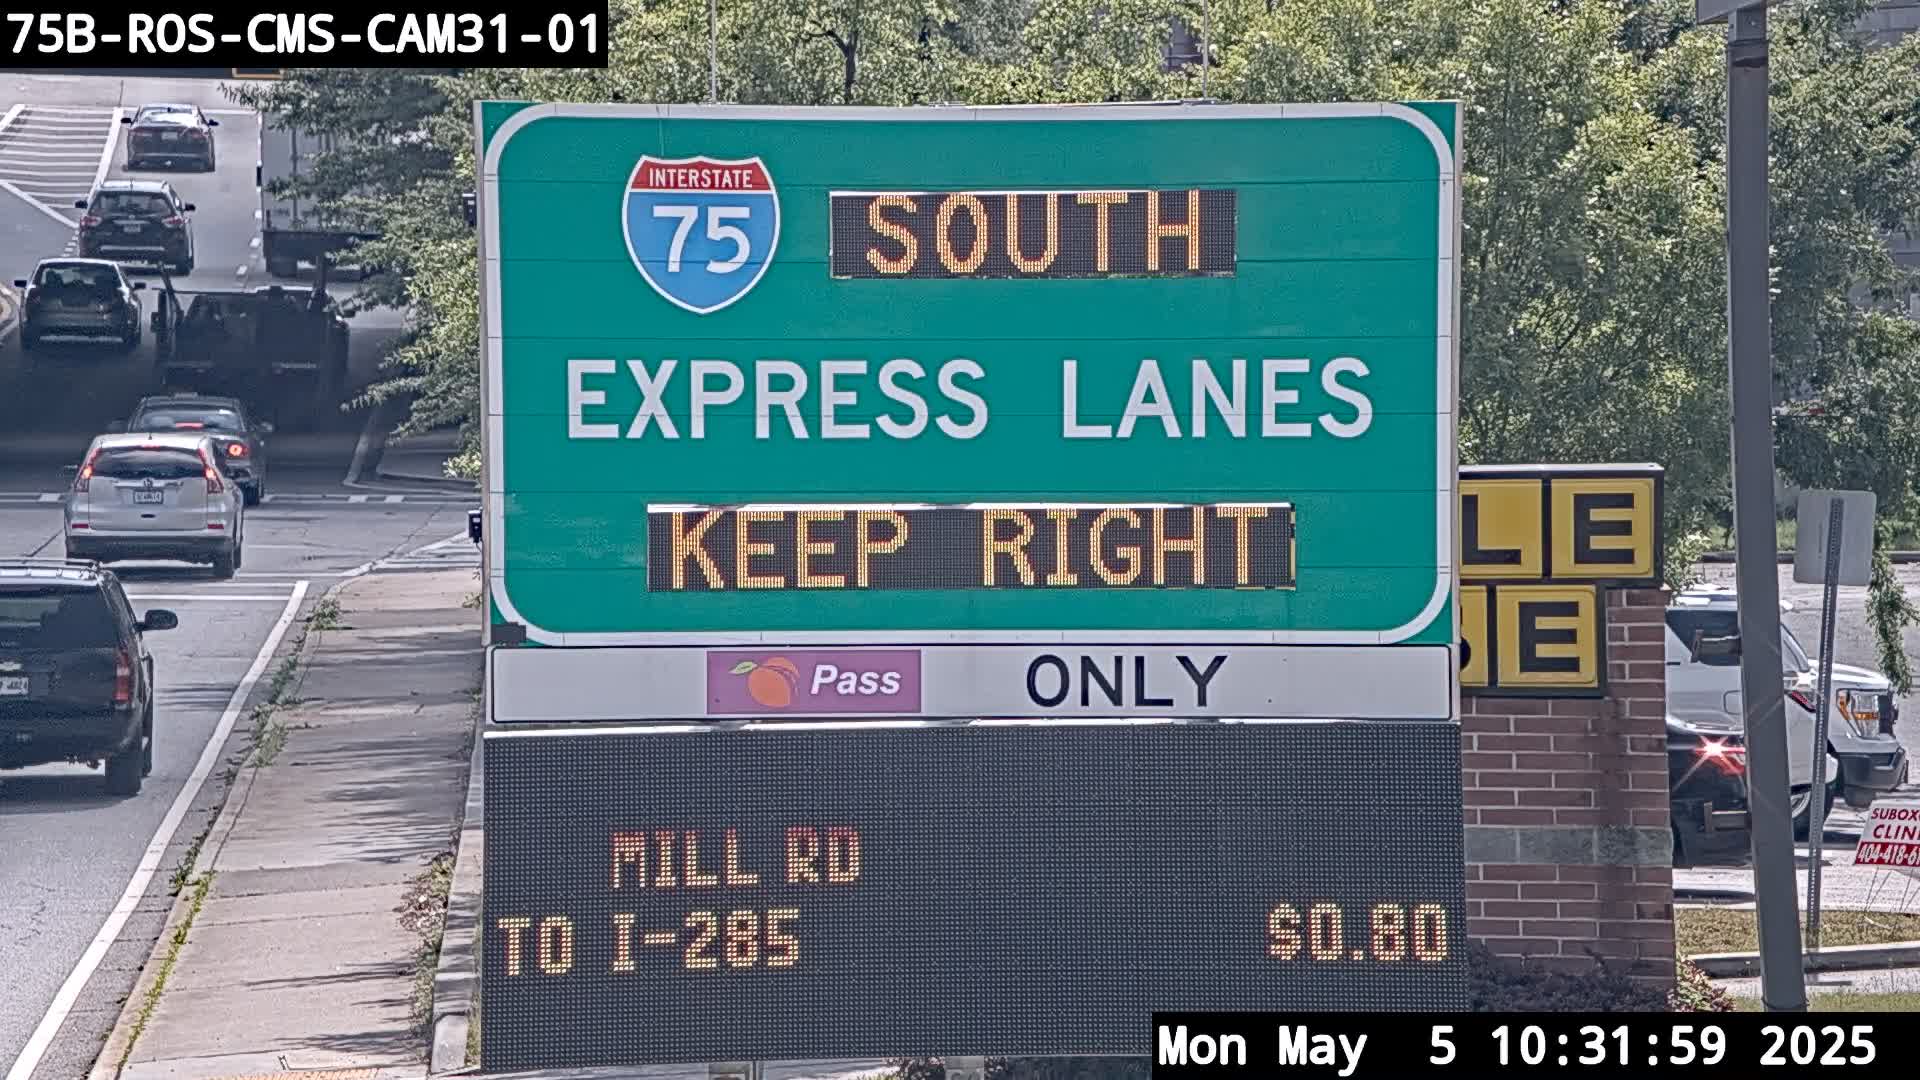 75B-ROS-CMS-CAM31-01
INTERSTATE
75
SOUTH
EXPRESS LANES
KEEP RIGHT
Pass ONLY
MILL RD
TO I-285 $0.80
LE
E
CLIN
Mon May 5 10:31:59 2025